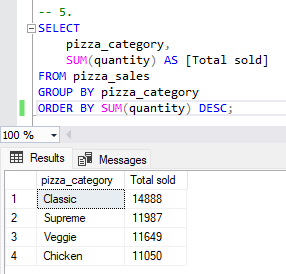 -- 5.
SELECT
pizza_category,
SUM(quantity) AS [Total sold]
FROM pizza_sales
GROUP BY pizza_category
ORDER BY SUM(quantity) DESC;
100 %
Results Messages
pizza_category Total sold
1 Classic 14888
2 Supreme 11987
3 Veggie 11649
4 Chicken 11050